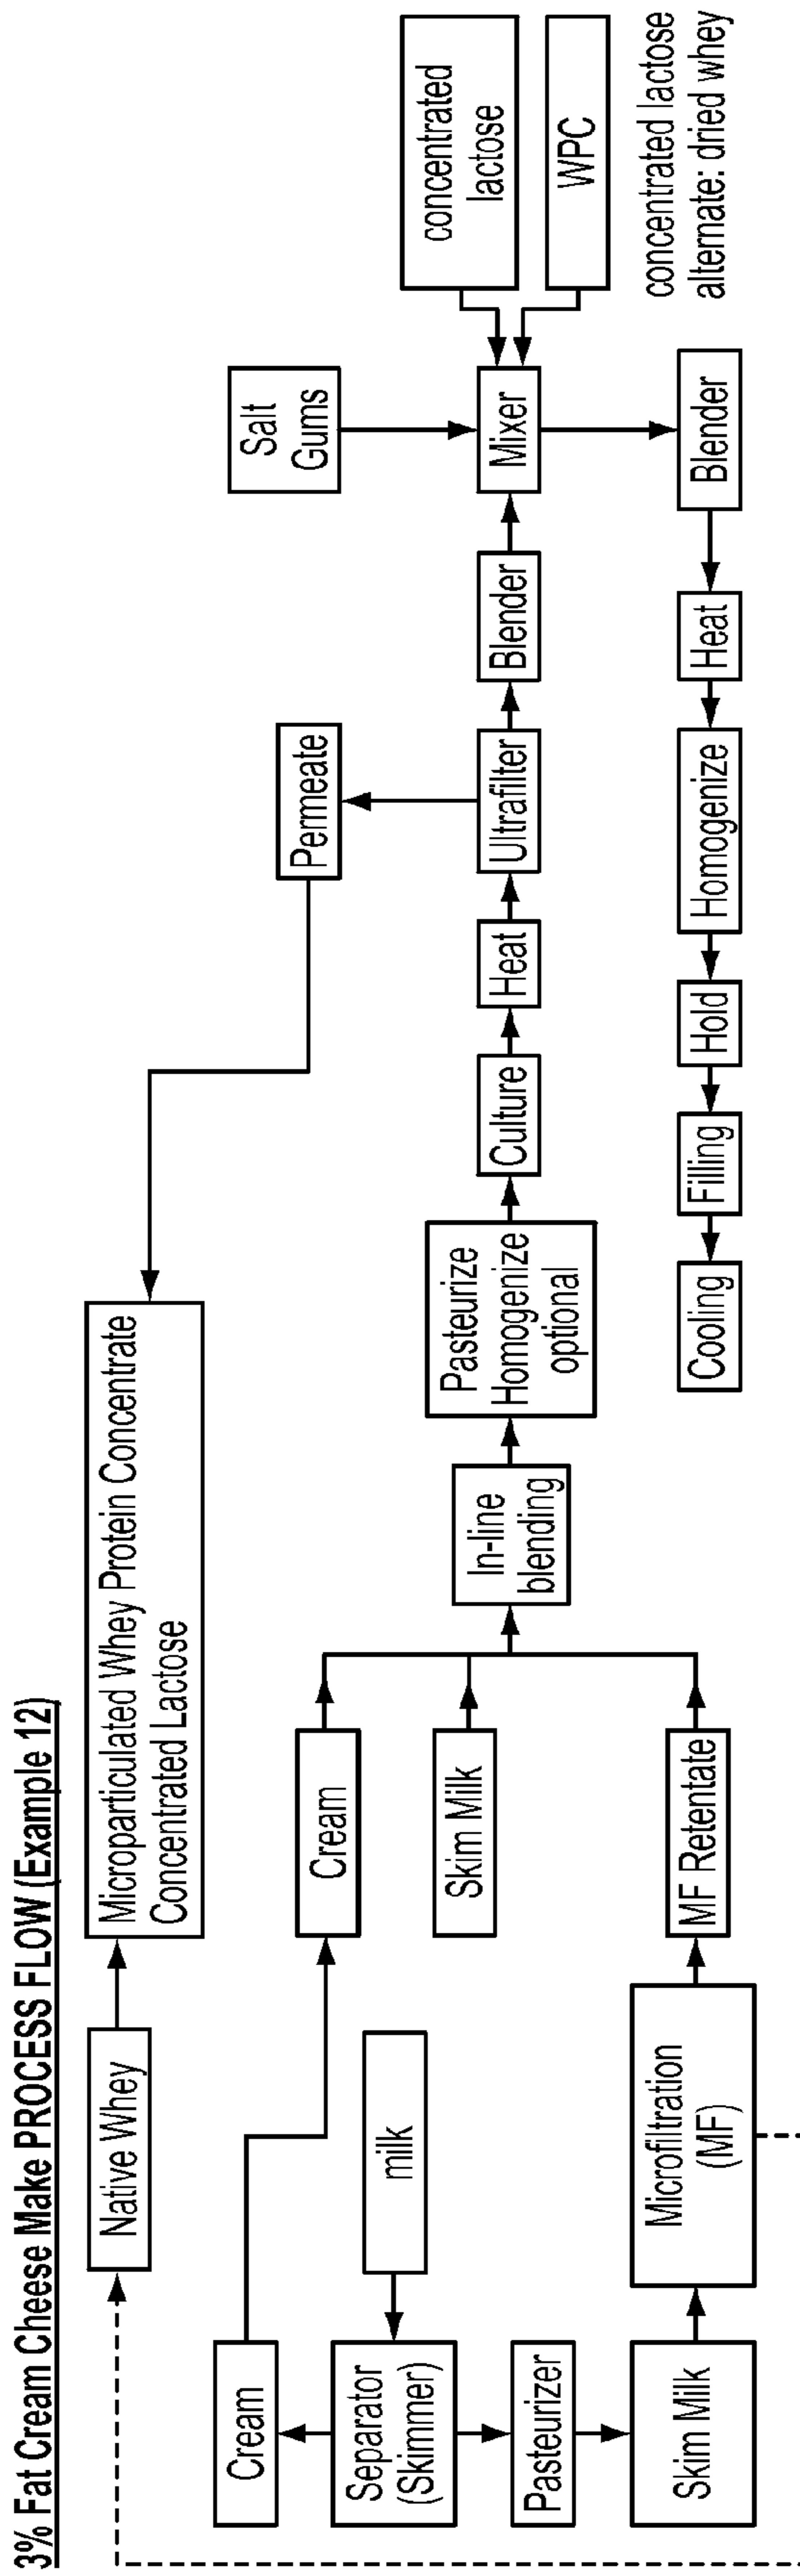 3% Fat Cream Cheese Make PROCESS FLOW (Example 12)
Native Whey
Microparticulated Whey Protein Concentrate
Concentrated Lactose
Permeate
Salt
Gums
Cream
Separator
(Skimmer)
Pasteurizer
Skim Milk
milk
Microfiltration
(MF)
Cream
Skim Milk
MF Retentate
In-line
blending
Pasteurize
Homogenize
optional
Culture
Heat
Ultrafilter
Blender
Mixer
concentrated
lactose
WPC
concentrated lactose
alternate: dried whey
Blender
Heat
Homogenize
Hold
Filling
Cooling